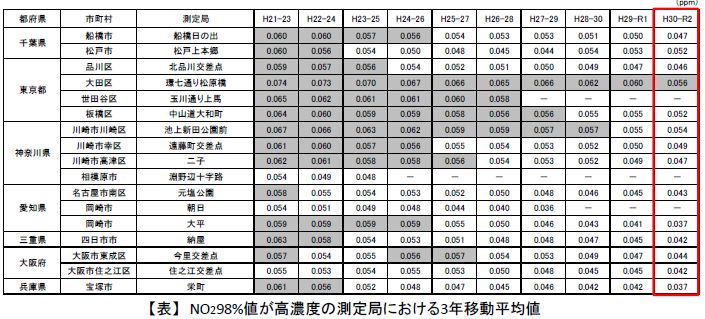 (ppm)
都府県 市町村 測定局 H21-23 H22-24 H23-25 H24-26 H25-27 H26-28 H27-29 H28-30 H29-R1 H30-R2
千葉県 船橋市 船橋日の出 0.060 0.060 0.057 0.056 0.054 0.053 0.053 0.051 0.050 0.047
松戸市 松戸上本郷 0.060 0.056 0.054 0.050 0.048 0.045 0.044 0.054 0.053 0.052
東京都 品川区 北品川交差点 0.059 0.057 0.056 0.054 0.052 0.051 0.050 0.049 0.047 0.046
大田区 環七通り松原橋 0.074 0.073 0.070 0.067 0.066 0.065 0.066 0.062 0.060 0.056
世田谷区 玉川通り上馬 0.065 0.062 0.061 0.061 0.060 0.058 － － － －
板橋区 中山道大和町 0.064 0.060 0.059 0.059 0.058 0.056 0.056 0.055 0.055 0.052
神奈川県 川崎市川崎区 池上新田公園前 0.067 0.066 0.063 0.062 0.059 0.059 0.057 0.057 0.055 0.054
川崎市幸区 遠藤町交差点 0.061 0.060 0.057 0.056 0.055 0.054 0.053 0.052 0.050 0.049
川崎市高津区 二子 0.062 0.061 0.058 0.058 0.056 0.054 0.053 0.052 0.049 0.047
相模原市 淵野辺十字路 0.054 0.049 0.048 － － － － － － －
愛知県 名古屋市南区 元塩公園 0.058 0.055 0.054 0.053 0.052 0.050 0.048 0.046 0.045 0.043
岡崎市 朝日 0.054 0.051 0.049 0.048 0.044 0.040 0.036 － － －
岡崎市 大平 0.059 0.059 0.059 0.059 0.055 0.050 0.046 0.043 0.041 0.037
三重県 四日市市 納屋 0.063 0.058 0.054 0.053 0.051 0.048 0.048 0.047 0.045 0.042
大阪府 大阪市東成区 今里交差点 0.057 0.054 0.055 0.056 0.057 0.054 0.051 0.049 0.047 0.044
大阪市住之江区 住之江交差点 0.055 0.053 0.054 0.055 0.053 0.050 0.048 0.045 0.045 0.042
兵庫県 宝塚市 栄町 0.061 0.056 0.052 0.048 0.047 0.045 0.046 0.042 0.042 0.037
【表】 NO₂98%値が高濃度の測定局における3年移動平均値